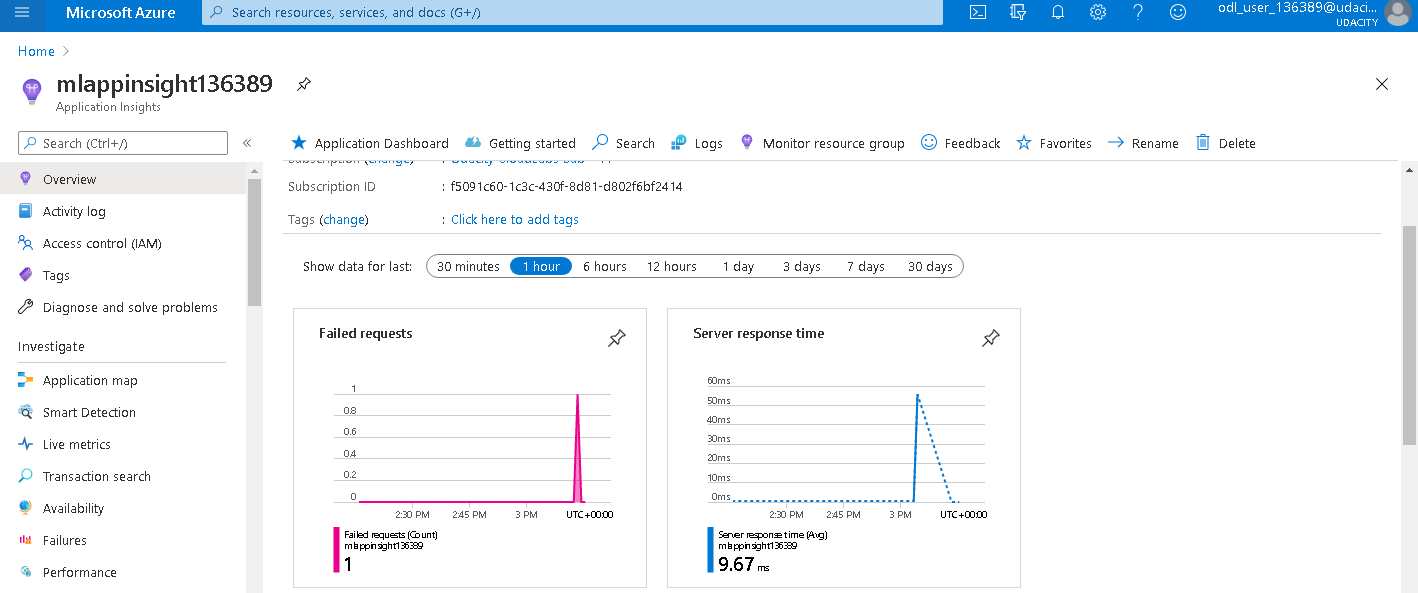 Microsoft Azure
Search resources, services, and docs (G+/)
odl_user_136389@udaci...
UDACITY
Home
mlappinsight136389
Application Insights
Search (Ctrl+/)
«
Application Dashboard
Getting started
Search
Logs
Monitor resource group
Feedback
Favorites
Rename
Delete
Subscription (change) :
Subscription ID : f5091c60-1c3c-430f-8d81-d802f6bf2414
Tags (change) : Click here to add tags
Overview
Activity log
Access control (IAM)
Tags
Diagnose and solve problems
Investigate
Application map
Smart Detection
Live metrics
Transaction search
Availability
Failures
Performance
Show data for last: 30 minutes 1 hour 6 hours 12 hours 1 day 3 days 7 days 30 days
Failed requests
1
0.8
0.6
0.4
0.2
0
2:30 PM 2:45 PM 3 PM UTC+00:00
Failed requests (Count)
mlappinsight136389
1
Server response time
60ms
50ms
40ms
30ms
20ms
10ms
0ms
2:30 PM 2:45 PM 3 PM UTC+00:00
Server response time (Avg)
mlappinsight136389
9.67 ms